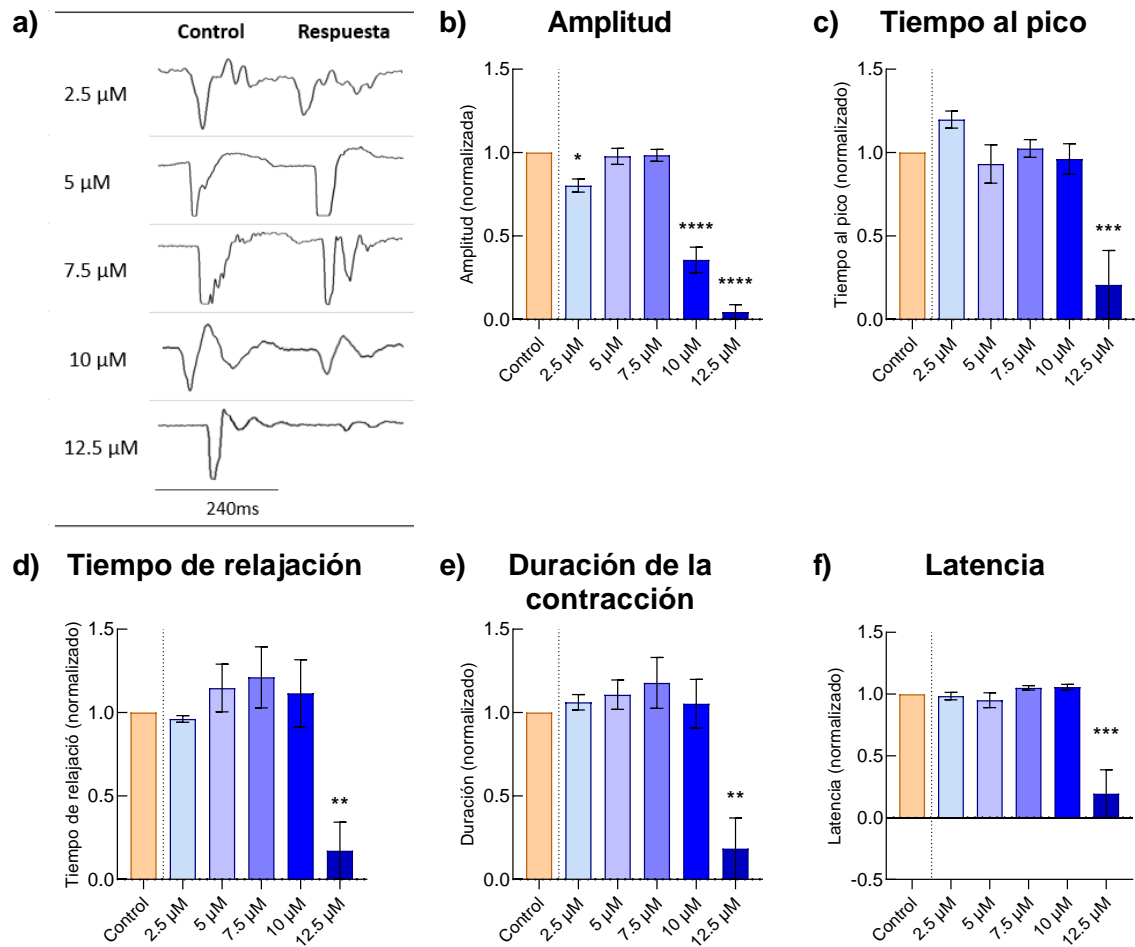 a)
Control Respuesta
2.5 µM
5 µM
7.5 µM
10 µM
12.5 µM
240ms
b) Amplitud
Amplitud (normalizada)
1.5
1.0
0.5
0.0
*
****
****
Control 2.5 µM 5 µM 7.5 µM 10 µM 12.5 µM
c) Tiempo al pico
Tiempo al pico (normalizado)
1.5
1.0
0.5
0.0
***
Control 2.5 µM 5 µM 7.5 µM 10 µM 12.5 µM
d) Tiempo de relajación
Tiempo de relajació (normalizado)
1.5
1.0
0.5
0.0
**
Control 2.5 µM 5 µM 7.5 µM 10 µM 12.5 µM
e) Duración de la
contracción
Duración (normalizado)
1.5
1.0
0.5
0.0
**
Control 2.5 µM 5 µM 7.5 µM 10 µM 12.5 µM
f) Latencia
Latencia (normalizado)
1.5
1.0
0.5
0.0
-0.5
***
Control 2.5 µM 5 µM 7.5 µM 10 µM 12.5 µM